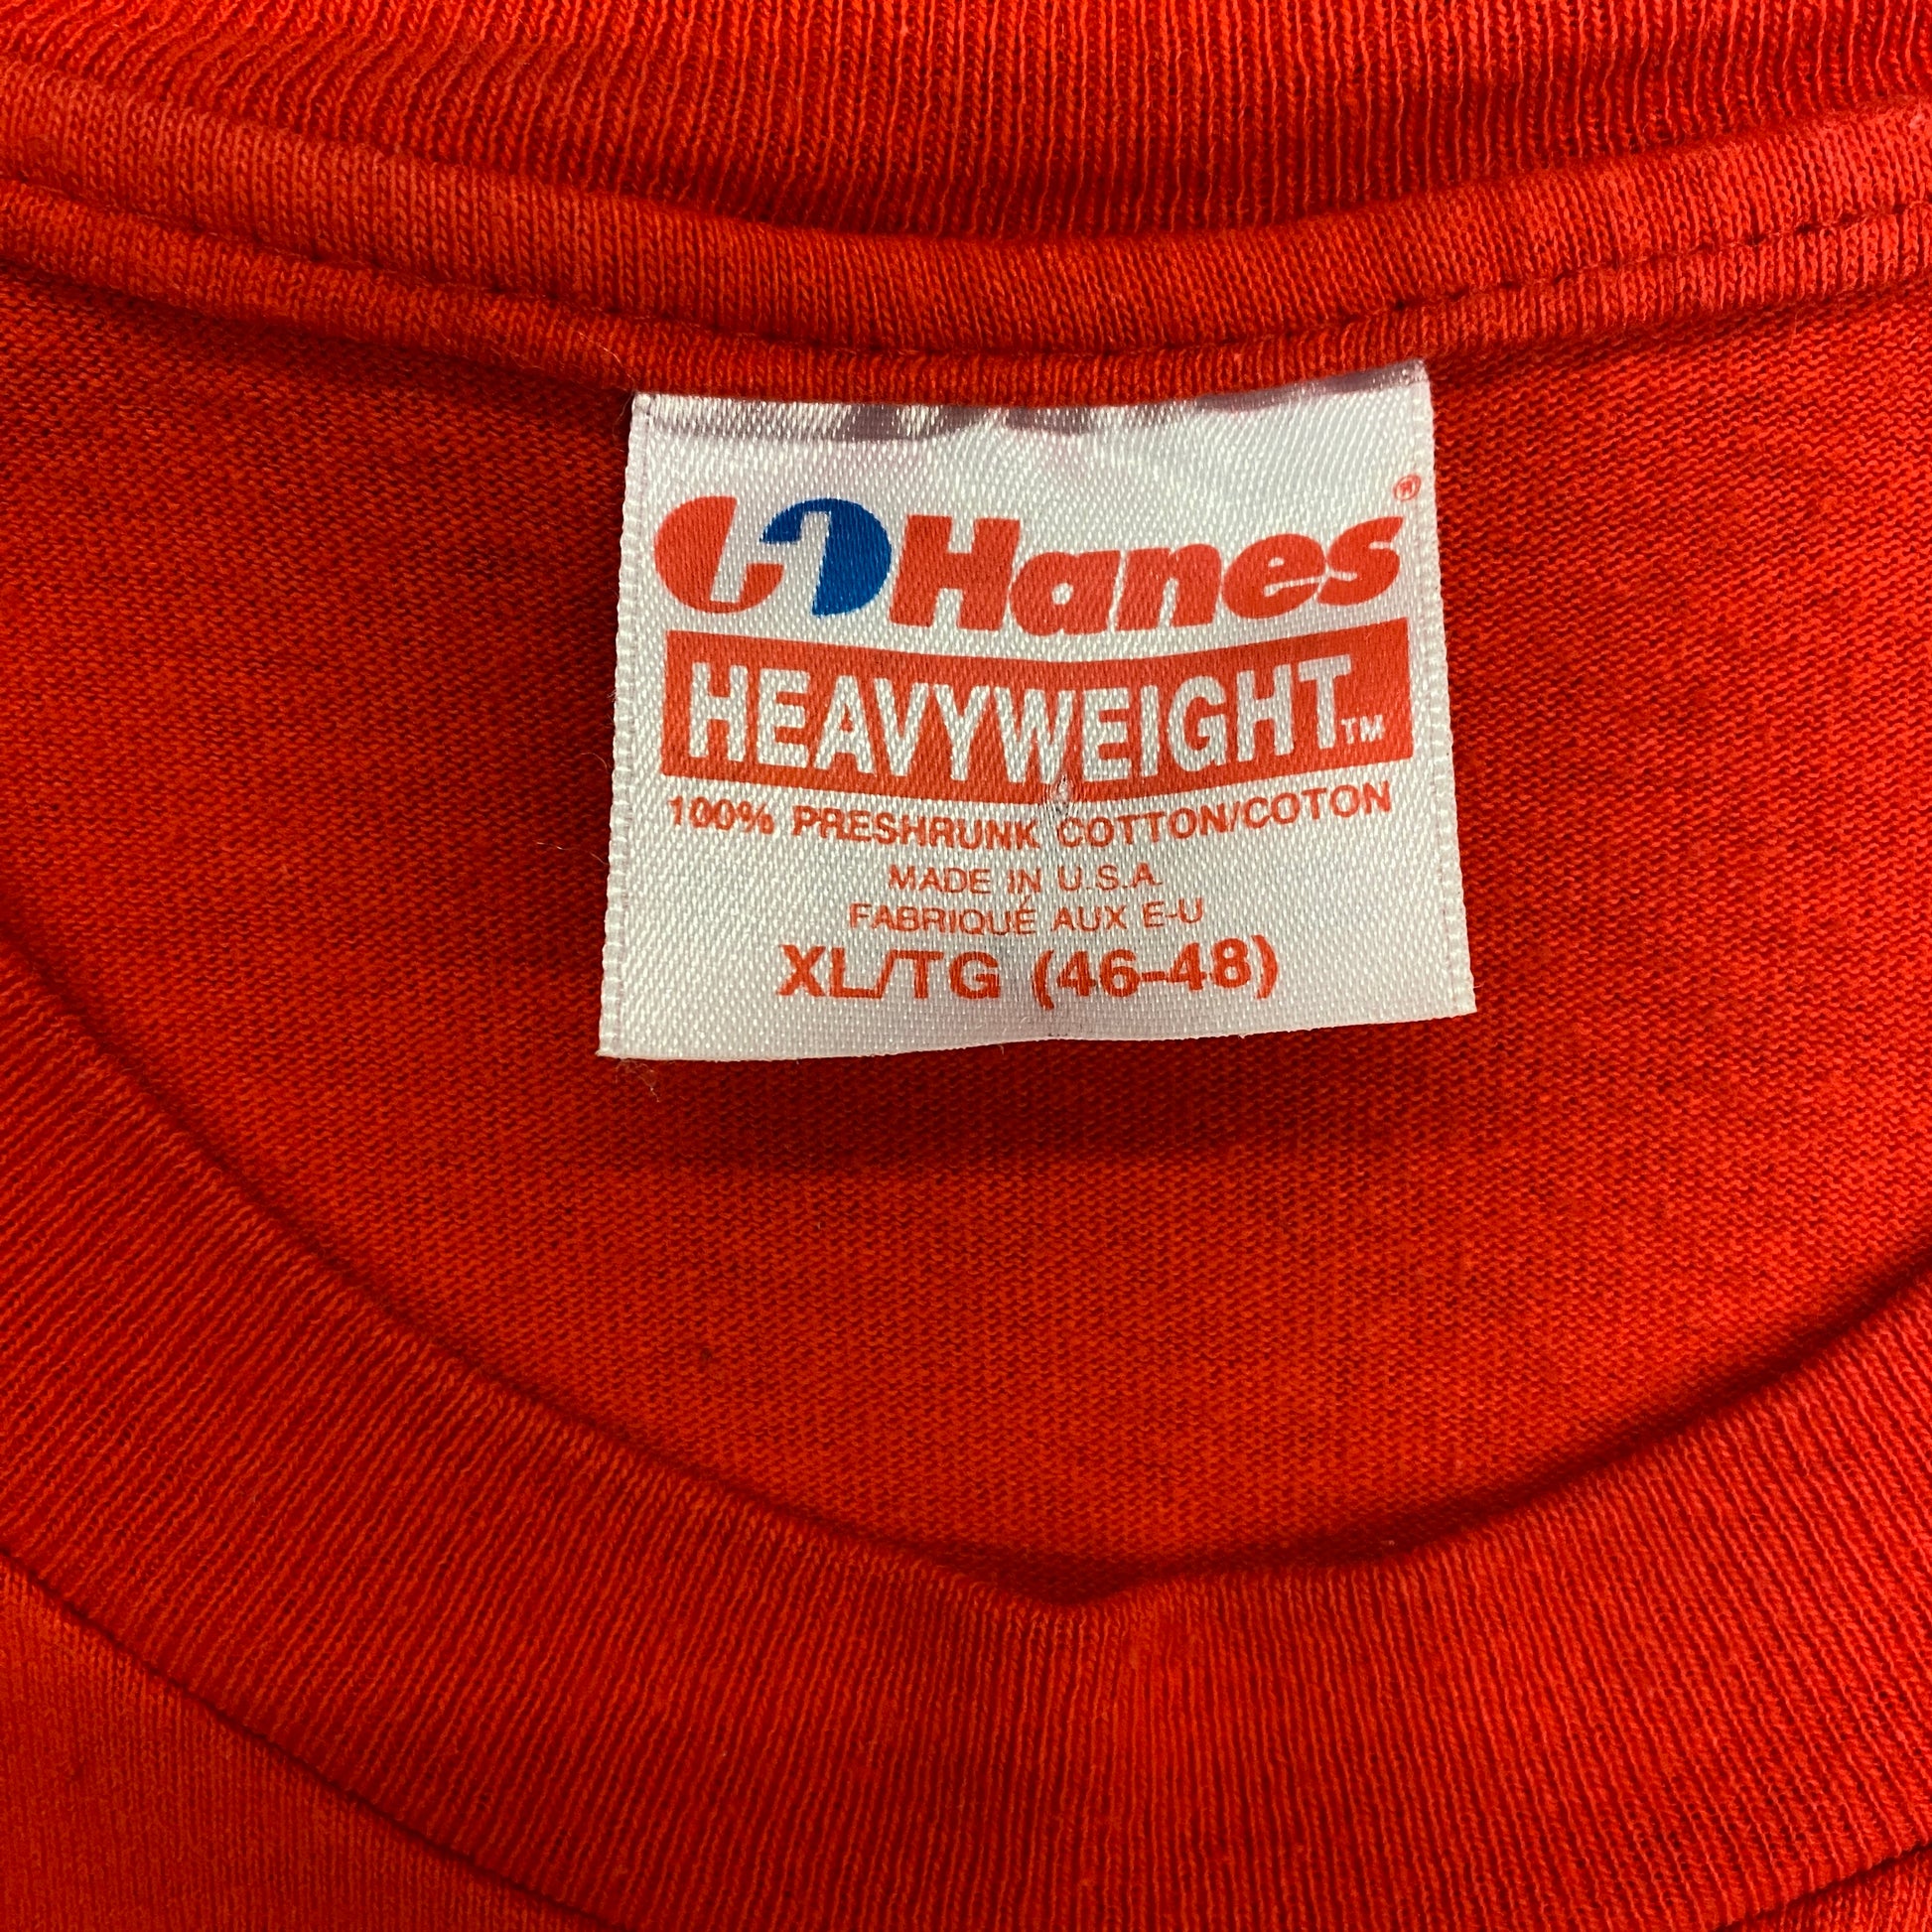 Hanes®
HEAVYWEIGHT™
100% PRESHRUNK COTTON/COTON
MADE IN U.S.A.
FABRIQUÉ AUX E-U
XL/TG (46-48)